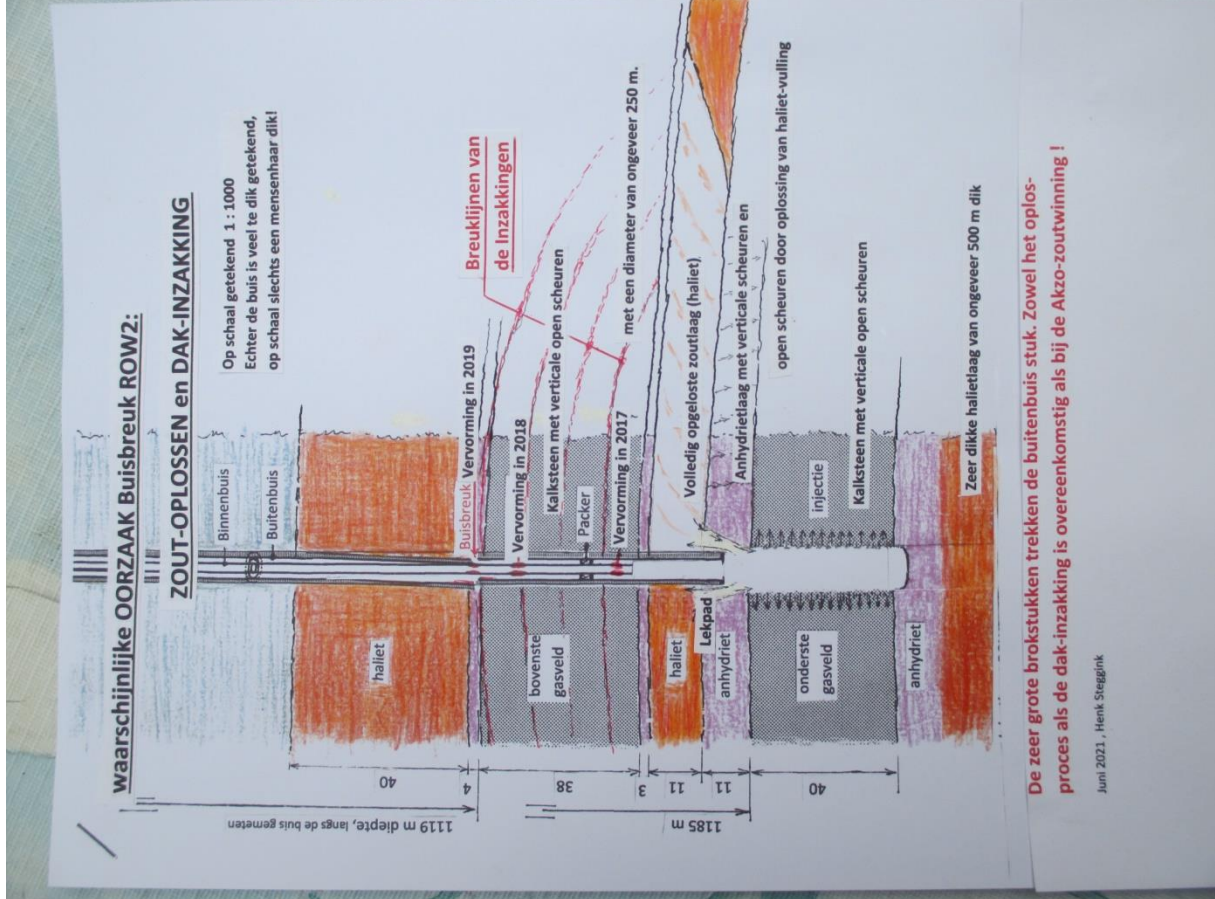 waarschijnlijke OORZAAK Buisbreuk ROW2:
ZOUT-OPLOSSEN en DAK-INZAKKING
Op schaal getekend 1 : 1000
Echter de buis is veel te dik getekend,
op schaal slechts een mensenhaar dik!
Binnenbuis
Buitenbuis
haliet
40
1119 m diepte, langs de buis gemeten
4
Buisbreuk
Vervorming in 2019
Breuklijnen van
de Inzakkingen
Vervorming in 2018
Kalksteen met verticale open scheuren
bovenste
gasveld
38
Packer
Vervorming in 2017
met een diameter van ongeveer 250 m.
3
haliet
11
Volledig opgeloste zoutlaag (haliet)
Lekpad
anhydriet
11
1185 m
Anhydrietlaag met verticale scheuren en
open scheuren door oplossing van haliet-vulling
onderste
gasveld
40
injectie
Kalksteen met verticale open scheuren
anhydriet
Zeer dikke halietlaag van ongeveer 500 m dik
De zeer grote brokstukken trekken de buitenbuis stuk. Zowel het oplos-
proces als de dak-inzakking is overeenkomstig als bij de Akzo-zoutwinning !
Juni 2021 , Henk Steggink